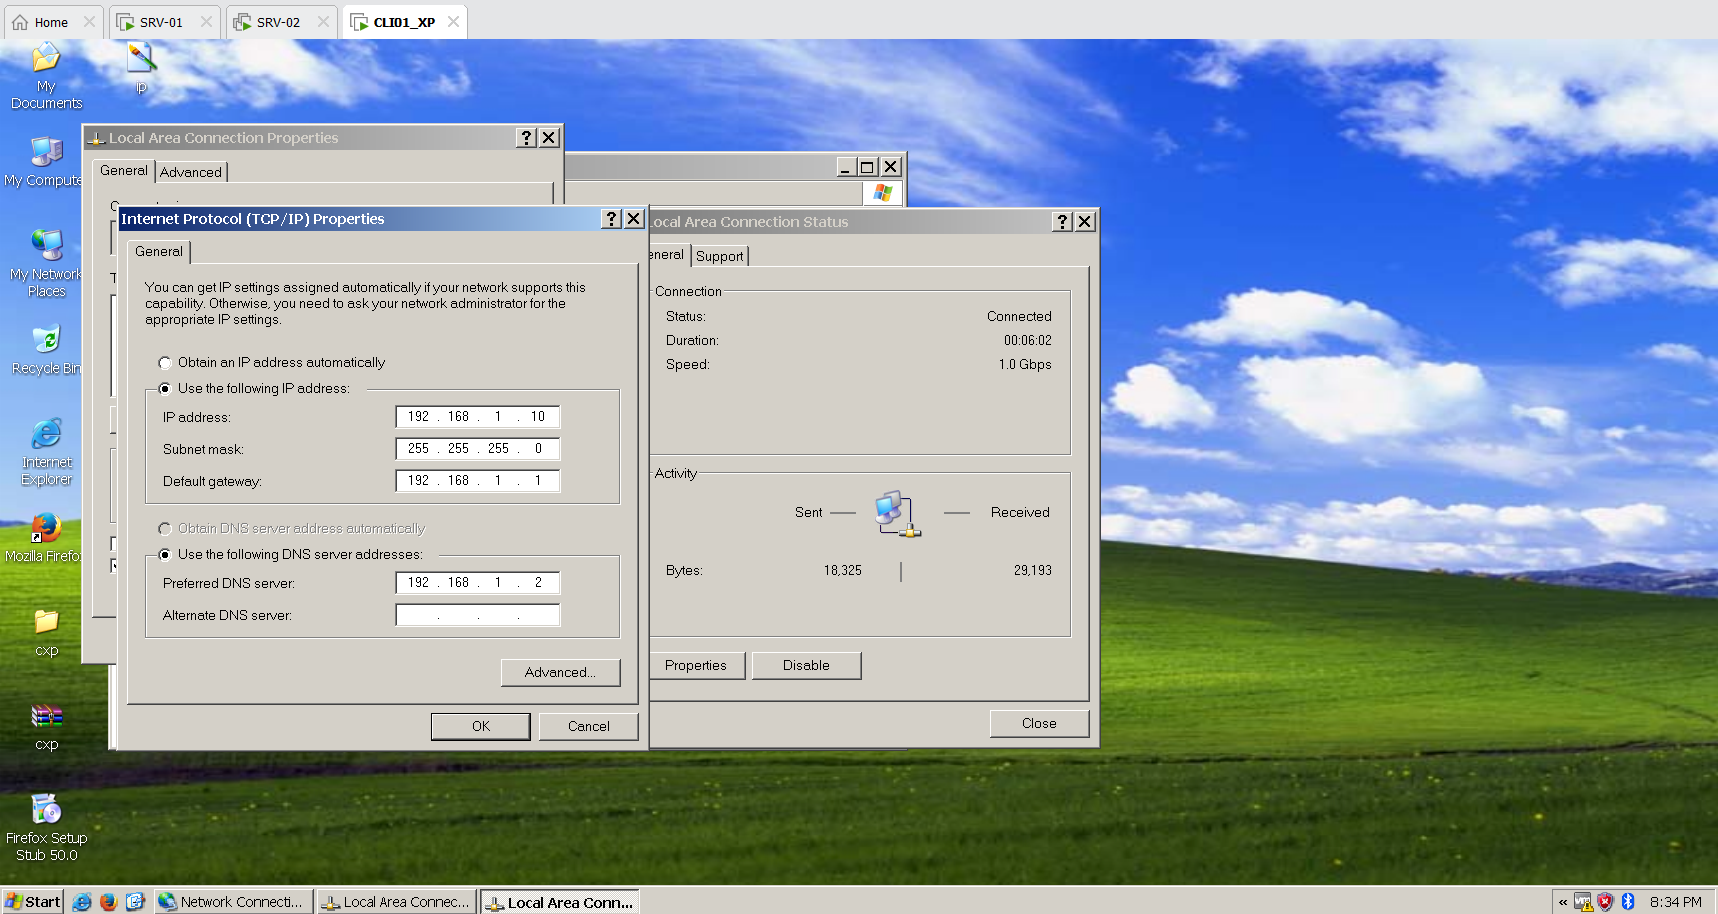 Home
SRV-01
SRV-02
CLI01_XP
My
Documents
ip
My Compute
My Network
Places
Recycle Bin
Internet
Explorer
Mozilla Firefo
cxp
cxp
Firefox Setup
Stub 50.0
Local Area Connection Properties
General
Advanced
Internet Protocol (TCP/IP) Properties
General
You can get IP settings assigned automatically if your network supports this
capability. Otherwise, you need to ask your network administrator for the
appropriate IP settings.
Obtain an IP address automatically
Use the following IP address:
IP address: 192 . 168 . 1 . 10
Subnet mask: 255 . 255 . 255 . 0
Default gateway: 192 . 168 . 1 . 1
Obtain DNS server address automatically
Use the following DNS server addresses:
Preferred DNS server: 192 . 168 . 1 . 2
Alternate DNS server: . . .
Advanced...
OK
Cancel
ocal Area Connection Status
eneral
Support
Connection
Status: Connected
Duration: 00:06:02
Speed: 1.0 Gbps
Activity
Sent
Received
Bytes: 18,325 29,193
Properties
Disable
Close
Start
Network Connecti...
Local Area Connec...
Local Area Conn...
8:34 PM